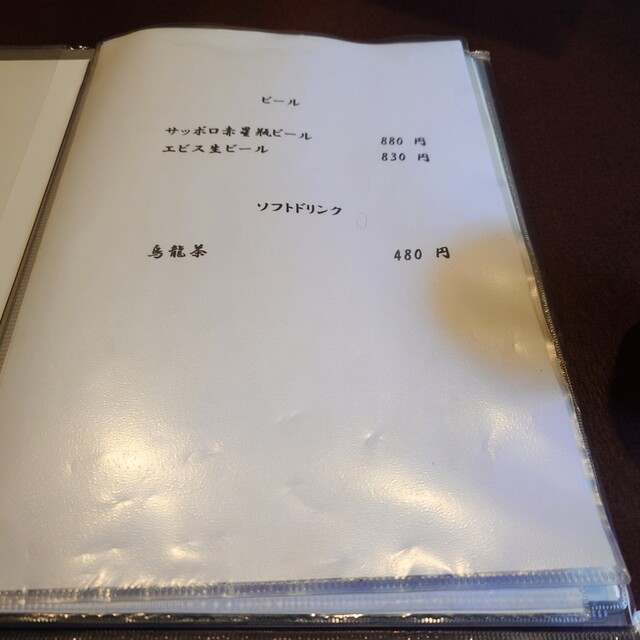 ビール
サッポロ赤星瓶ビール 880 円
エビス生ビール 830 円
ソフトドリンク
烏龍茶 480 円